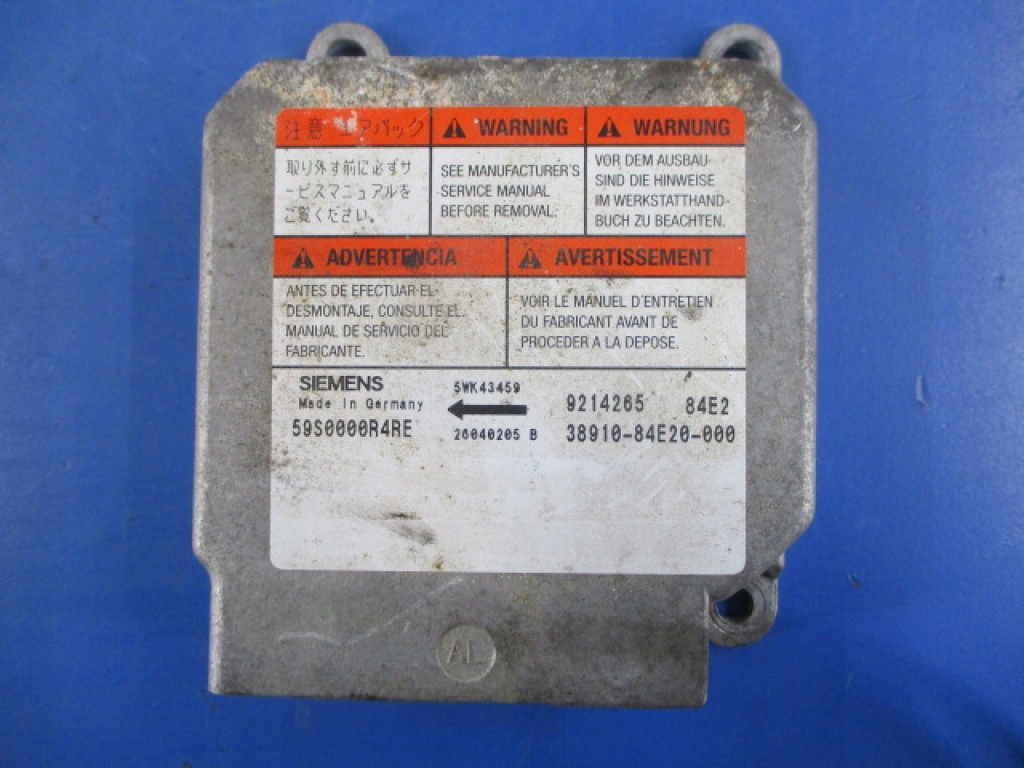 注意 エアバック
WARNING
WARNUNG
取り外す前に必ずサ
ービスマニュアルを
ご覧ください。
SEE MANUFACTURER'S
SERVICE MANUAL
BEFORE REMOVAL.
VOR DEM AUSBAU
SIND DIE HINWEISE
IM WERKSTATTHAND-
BUCH ZU BEACHTEN.
ADVERTENCIA
AVERTISSEMENT
ANTES DE EFECTUAR EL
DESMONTAJE, CONSULTE EL
MANUAL DE SERVICIO DEL
FABRICANTE.
VOIR LE MANUEL D'ENTRETIEN
DU FABRICANT AVANT DE
PROCEDER A LA DEPOSE.
SIEMENS
Made in Germany
59S0000R4RE
5WK43459
26040205 B
9214265 84E2
38910-84E20-000
AL